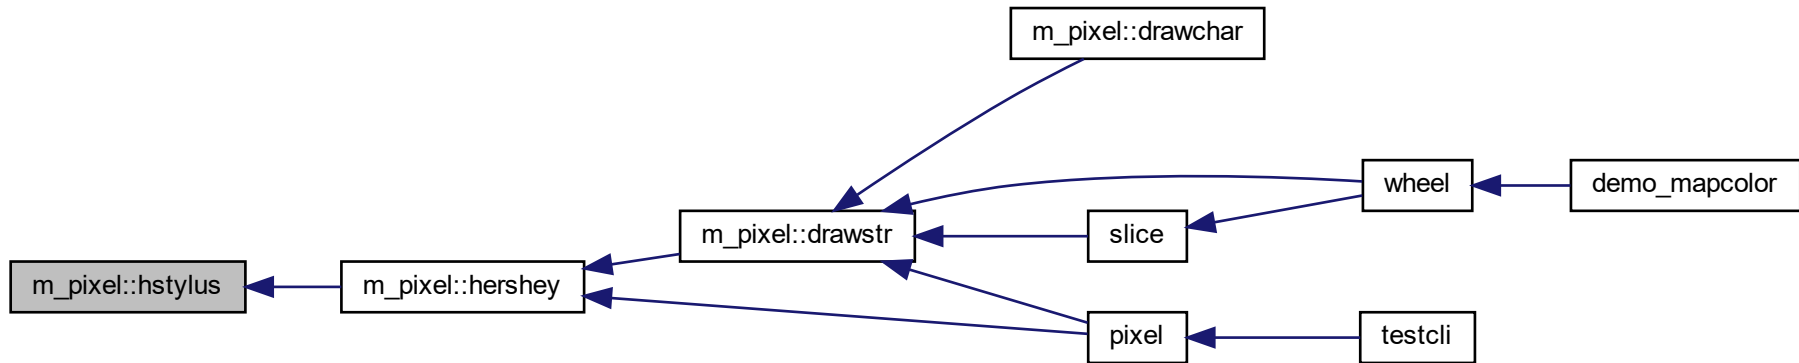 m_pixel::drawchar
wheel
demo_mapcolor
m_pixel::drawstr
slice
m_pixel::hstylus
m_pixel::hershey
pixel
testcli